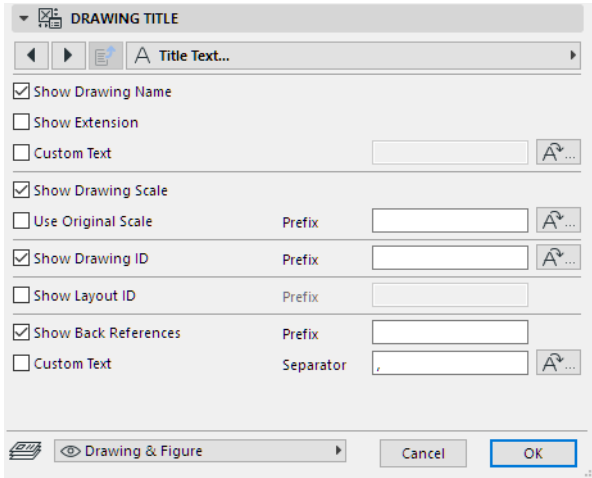 DRAWING TITLE
A Title Text...
Show Drawing Name
Show Extension
Custom Text A...
Show Drawing Scale
Use Original Scale Prefix A...
Show Drawing ID Prefix A...
Show Layout ID Prefix
Show Back References Prefix
Custom Text Separator , A...
Drawing & Figure Cancel OK